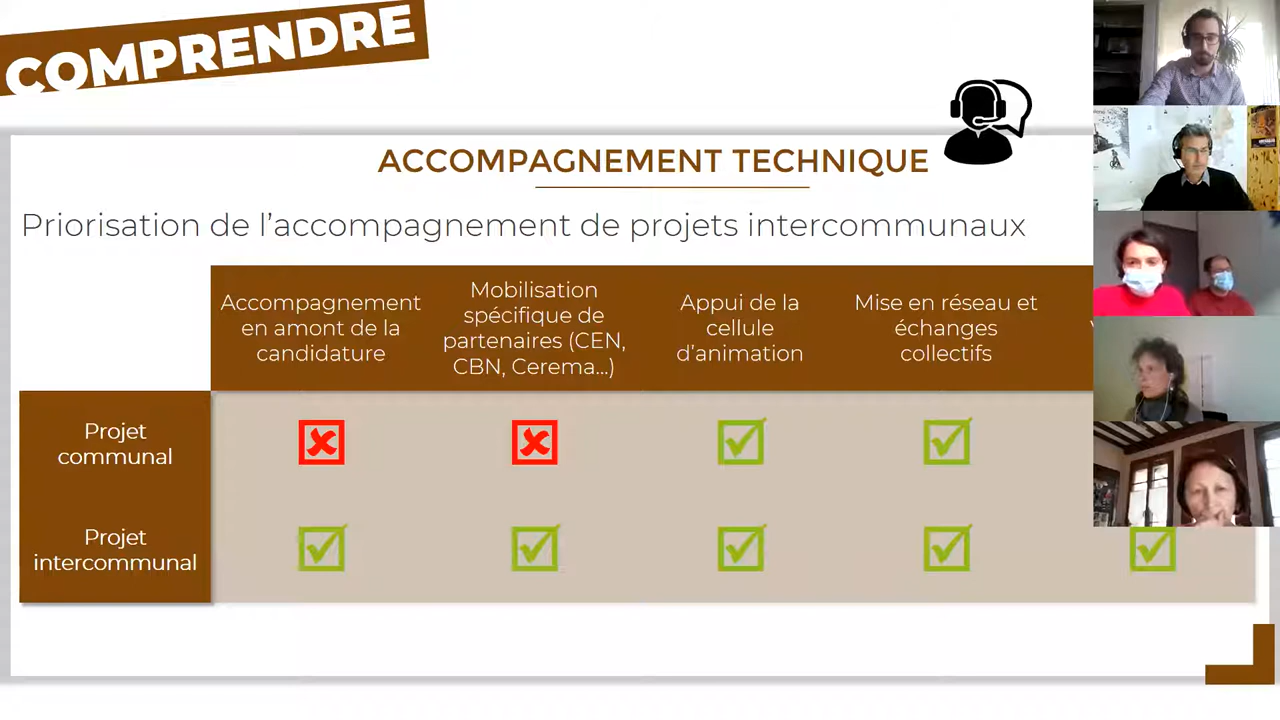 COMPRENDRE
ACCOMPAGNEMENT TECHNIQUE
Priorisation de l’accompagnement de projets intercommunaux
Accompagnement
en amont de la
candidature
Mobilisation
spécifique de
partenaires (CEN,
CBN, Cerema...)
Appui de la
cellule
d’animation
Mise en réseau et
échanges
collectifs
Projet
communal
Projet
intercommunal